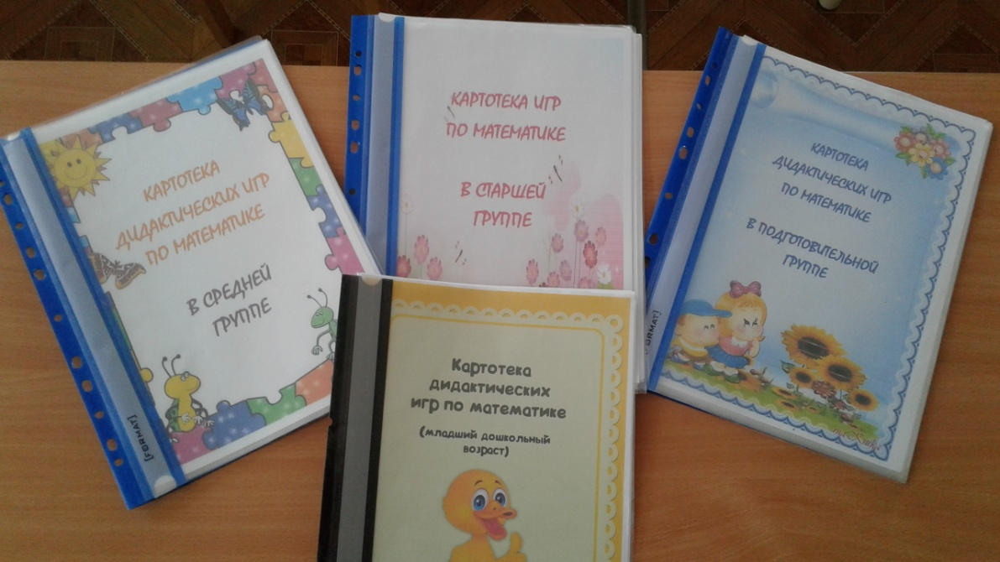 КАРТОТЕКА
ДИДАКТИЧЕСКИХ ИГР
ПО МАТЕМАТИКЕ
В СРЕДНЕЙ
ГРУППЕ
(FORMAT)
КАРТОТЕКА ИГР
ПО МАТЕМАТИКЕ
В СТАРШЕЙ
ГРУППЕ
КАРТОТЕКА
ДИДАКТИЧЕСКИХ ИГР
ПО МАТЕМАТИКЕ
В ПОДГОТОВИТЕЛЬНОЙ
ГРУППЕ
FORMAT)
Картотека
дидактических
игр по математике
(младший дошкольный
возраст)